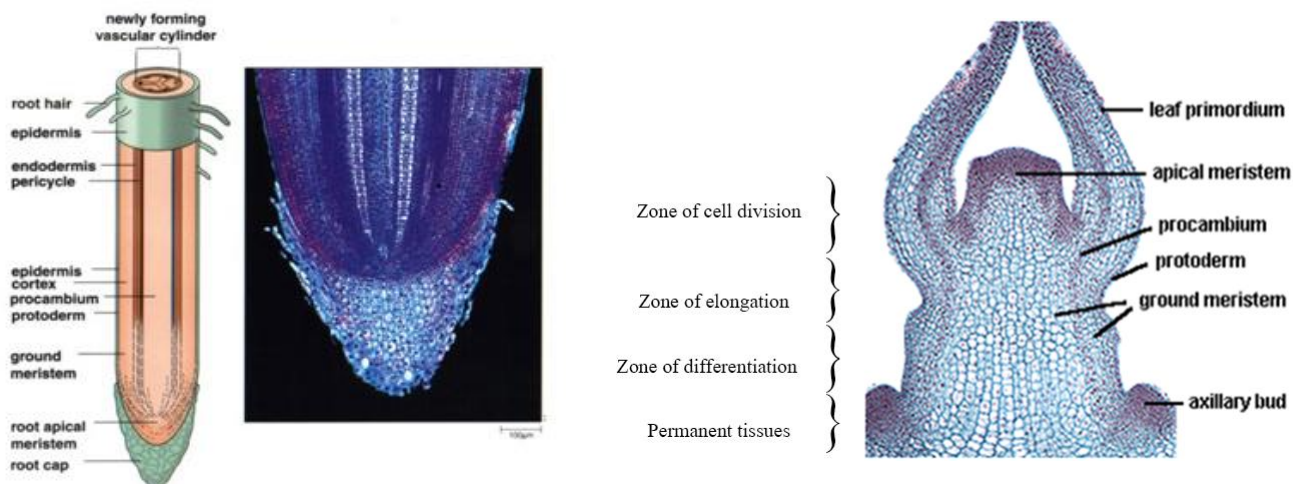 newly forming
vascular cylinder
root hair
epidermis
endodermis
pericycle
epidermis
cortex
procambium
protoderm
ground
meristem
root apical
meristem
root cap
100µm
Zone of cell division
Zone of elongation
Zone of differentiation
Permanent tissues
leaf primordium
apical meristem
procambium
protoderm
ground meristem
axillary bud